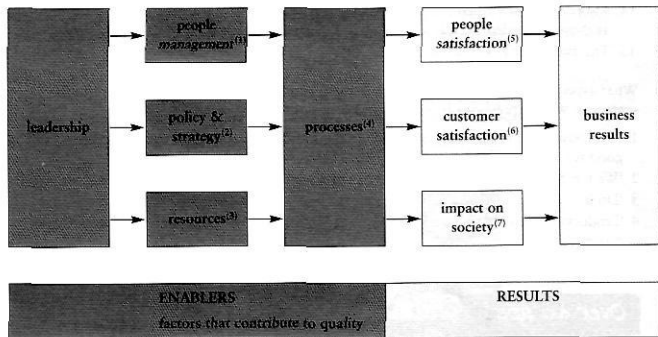 people
management(1)
people
satisfaction(5)
leadership
policy &
strategy(2)
processes(4)
customer
satisfaction(6)
business
results
resources(3)
impact on
society(7)
ENABLERS
factors that contribute to quality
RESULTS